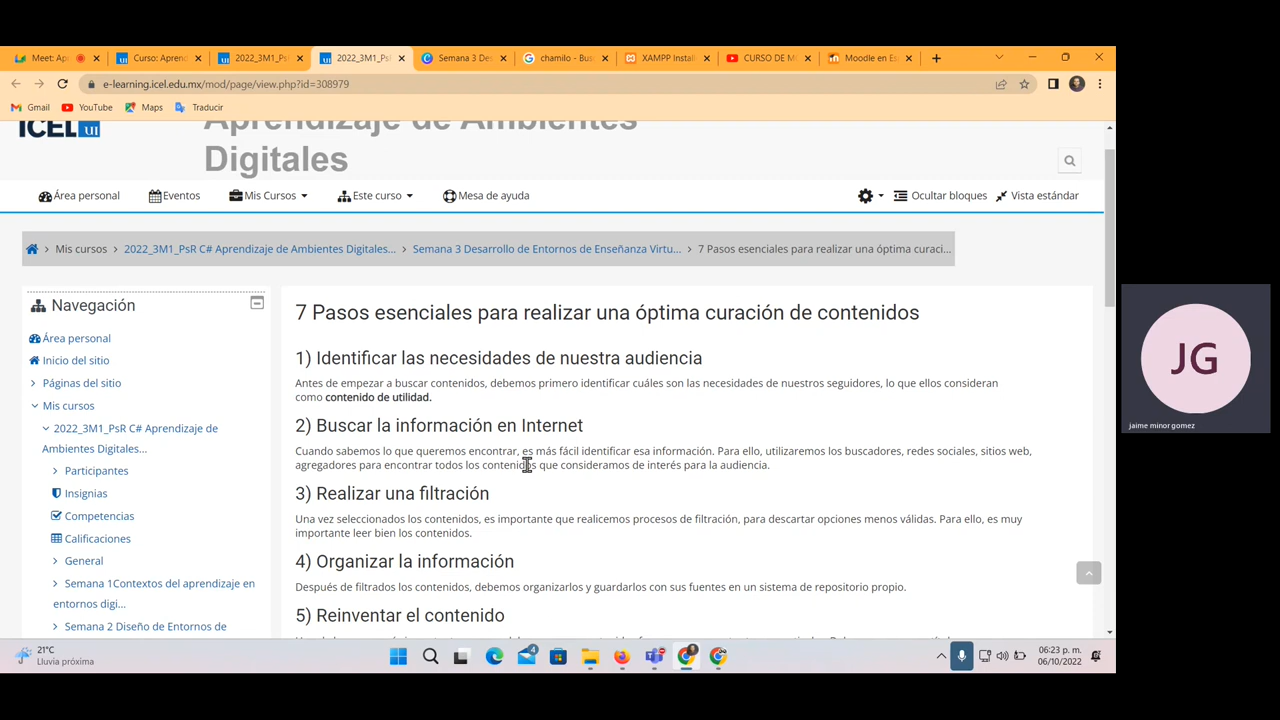 Meet: Ap
Curso: Aprend
2022_3M1_Ps
2022_3M1_Ps
Semana 3 De
chamilo - Bus
XAMPP Instal
CURSO DE M
Moodle en Es
e-learning.icel.edu.mx/mod/page/view.php?id=308979
Gmail
YouTube
Maps
Traducir
ICEL ui
Aprendizaje de Ambientes
Digitales
Área personal
Eventos
Mis Cursos
Este curso
Mesa de ayuda
Ocultar bloques
Vista estándar
Mis cursos
2022_3M1_PsR C# Aprendizaje de Ambientes Digitales...
Semana 3 Desarrollo de Entornos de Enseñanza Virtu...
7 Pasos esenciales para realizar una óptima curaci...
Navegación
Área personal
Inicio del sitio
Páginas del sitio
Mis cursos
2022_3M1_PsR C# Aprendizaje de
Ambientes Digitales...
Participantes
Insignias
Competencias
Calificaciones
General
Semana 1Contextos del aprendizaje en
entornos digi...
Semana 2 Diseño de Entornos de
7 Pasos esenciales para realizar una óptima curación de contenidos
1) Identificar las necesidades de nuestra audiencia
Antes de empezar a buscar contenidos, debemos primero identificar cuáles son las necesidades de nuestros seguidores, lo que ellos consideran
como contenido de utilidad.
2) Buscar la información en Internet
Cuando sabemos lo que queremos encontrar, es más fácil identificar esa información. Para ello, utilizaremos los buscadores, redes sociales, sitios web,
agregadores para encontrar todos los contenidos que consideramos de interés para la audiencia.
3) Realizar una filtración
Una vez seleccionados los contenidos, es importante que realicemos procesos de filtración, para descartar opciones menos válidas. Para ello, es muy
importante leer bien los contenidos.
4) Organizar la información
Después de filtrados los contenidos, debemos organizarlos y guardarlos con sus fuentes en un sistema de repositorio propio.
5) Reinventar el contenido
JG
jaime minor gomez
21°C
Lluvia próxima
4
06:23 p. m.
06/10/2022